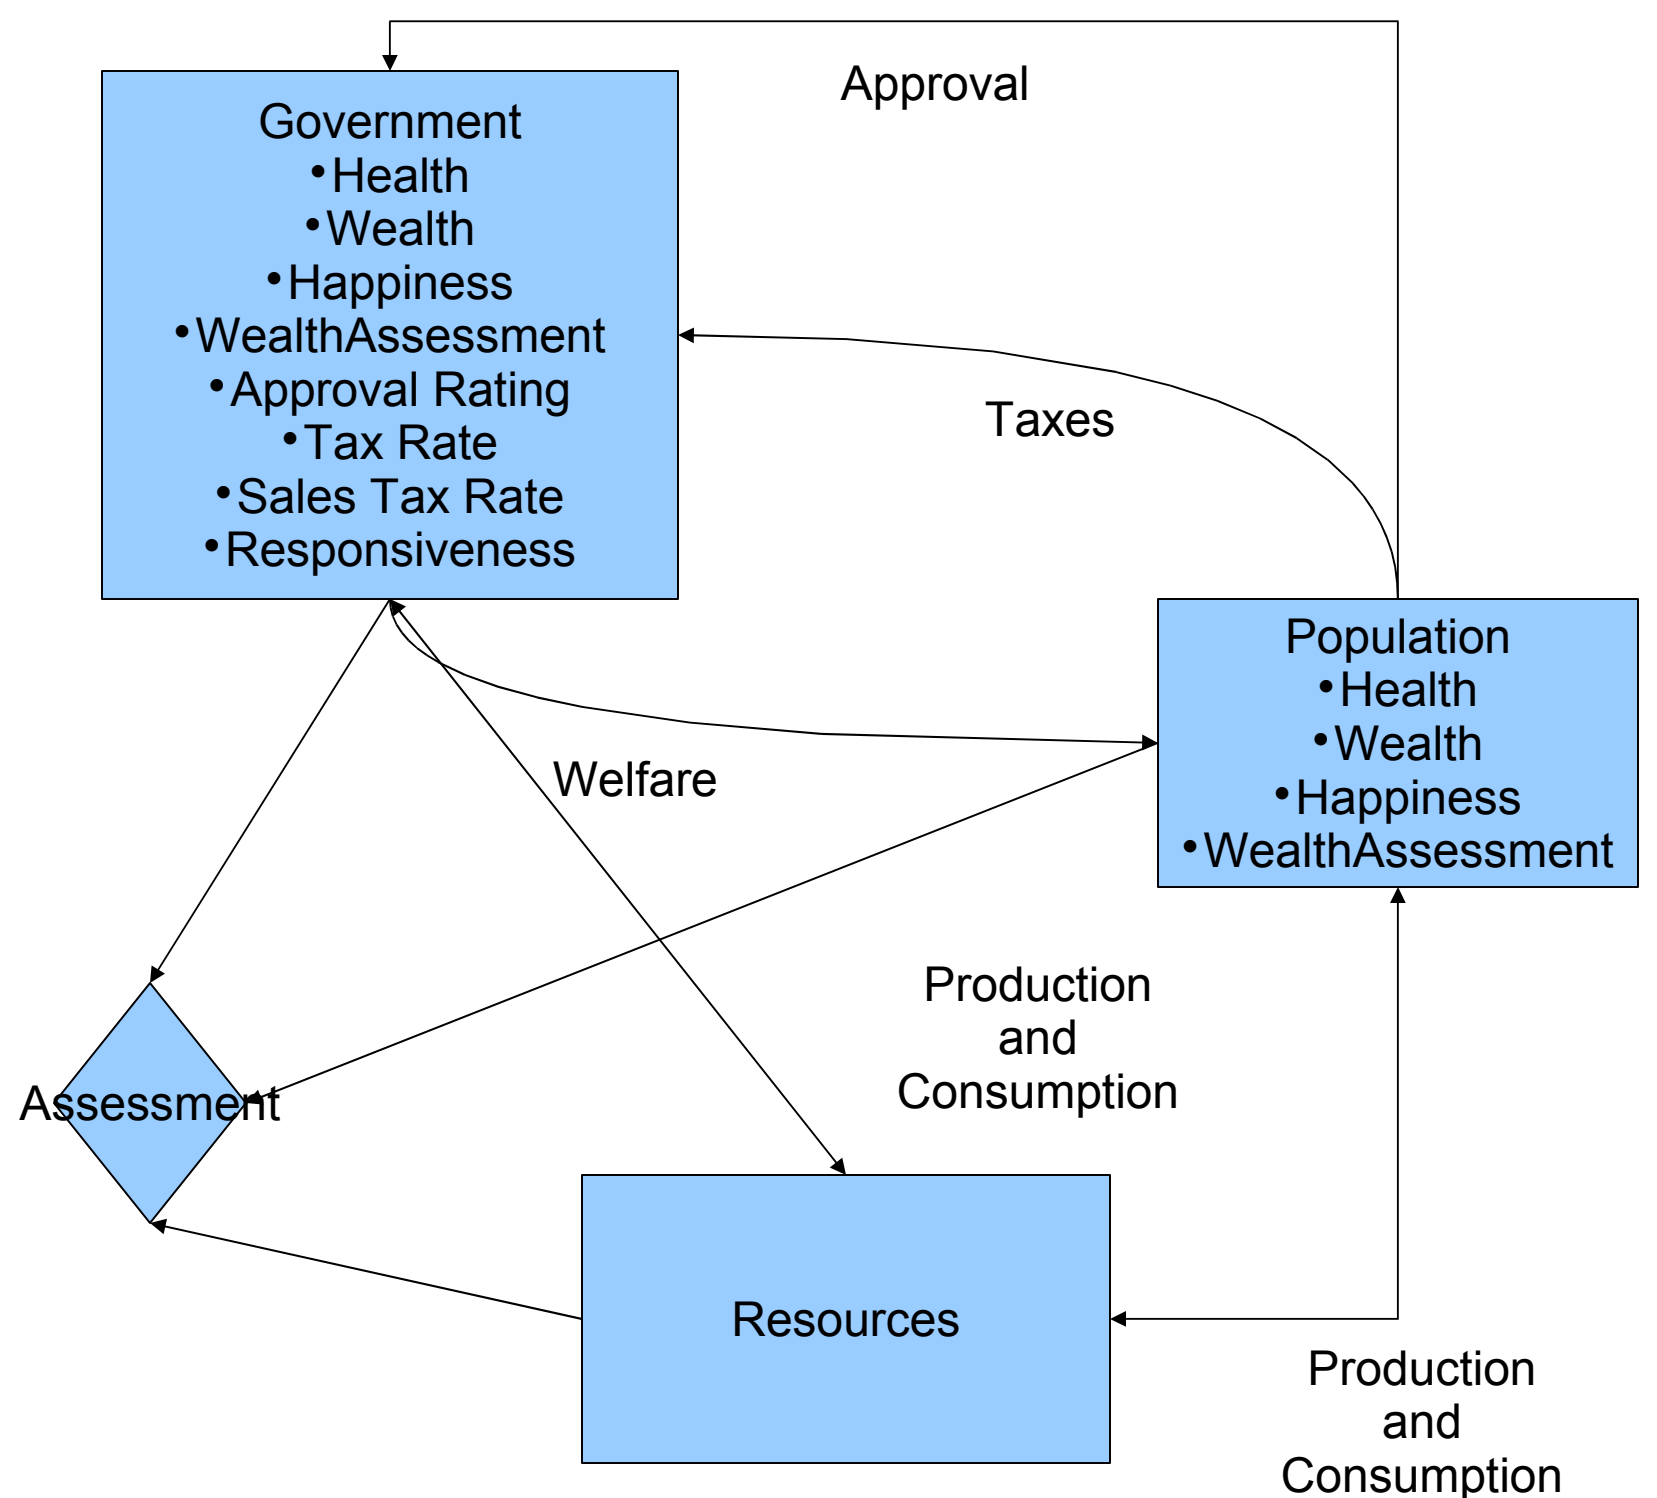 Approval
Government
•Health
•Wealth
•Happiness
•WealthAssessment
•Approval Rating
•Tax Rate
•Sales Tax Rate
•Responsiveness
Taxes
Population
•Health
•Wealth
•Happiness
•WealthAssessment
Welfare
Production
and
Consumption
Assessment
Resources
Production
and
Consumption